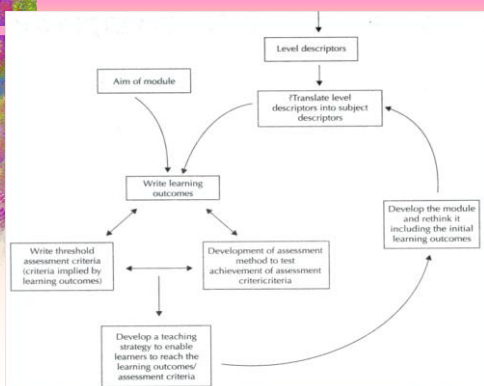 Level descriptors
Aim of module
?Translate level
descriptors into subject
descriptors
Write learning
outcomes
Develop the module
and rethink it
including the initial
learning outcomes
Write threshold
assessment criteria
(criteria implied by
learning outcomes)
Development of assessment
method to test
achievement of assessment
critericriteria
Develop a teaching
strategy to enable
learners to reach the
learning outcomes/
assessment criteria